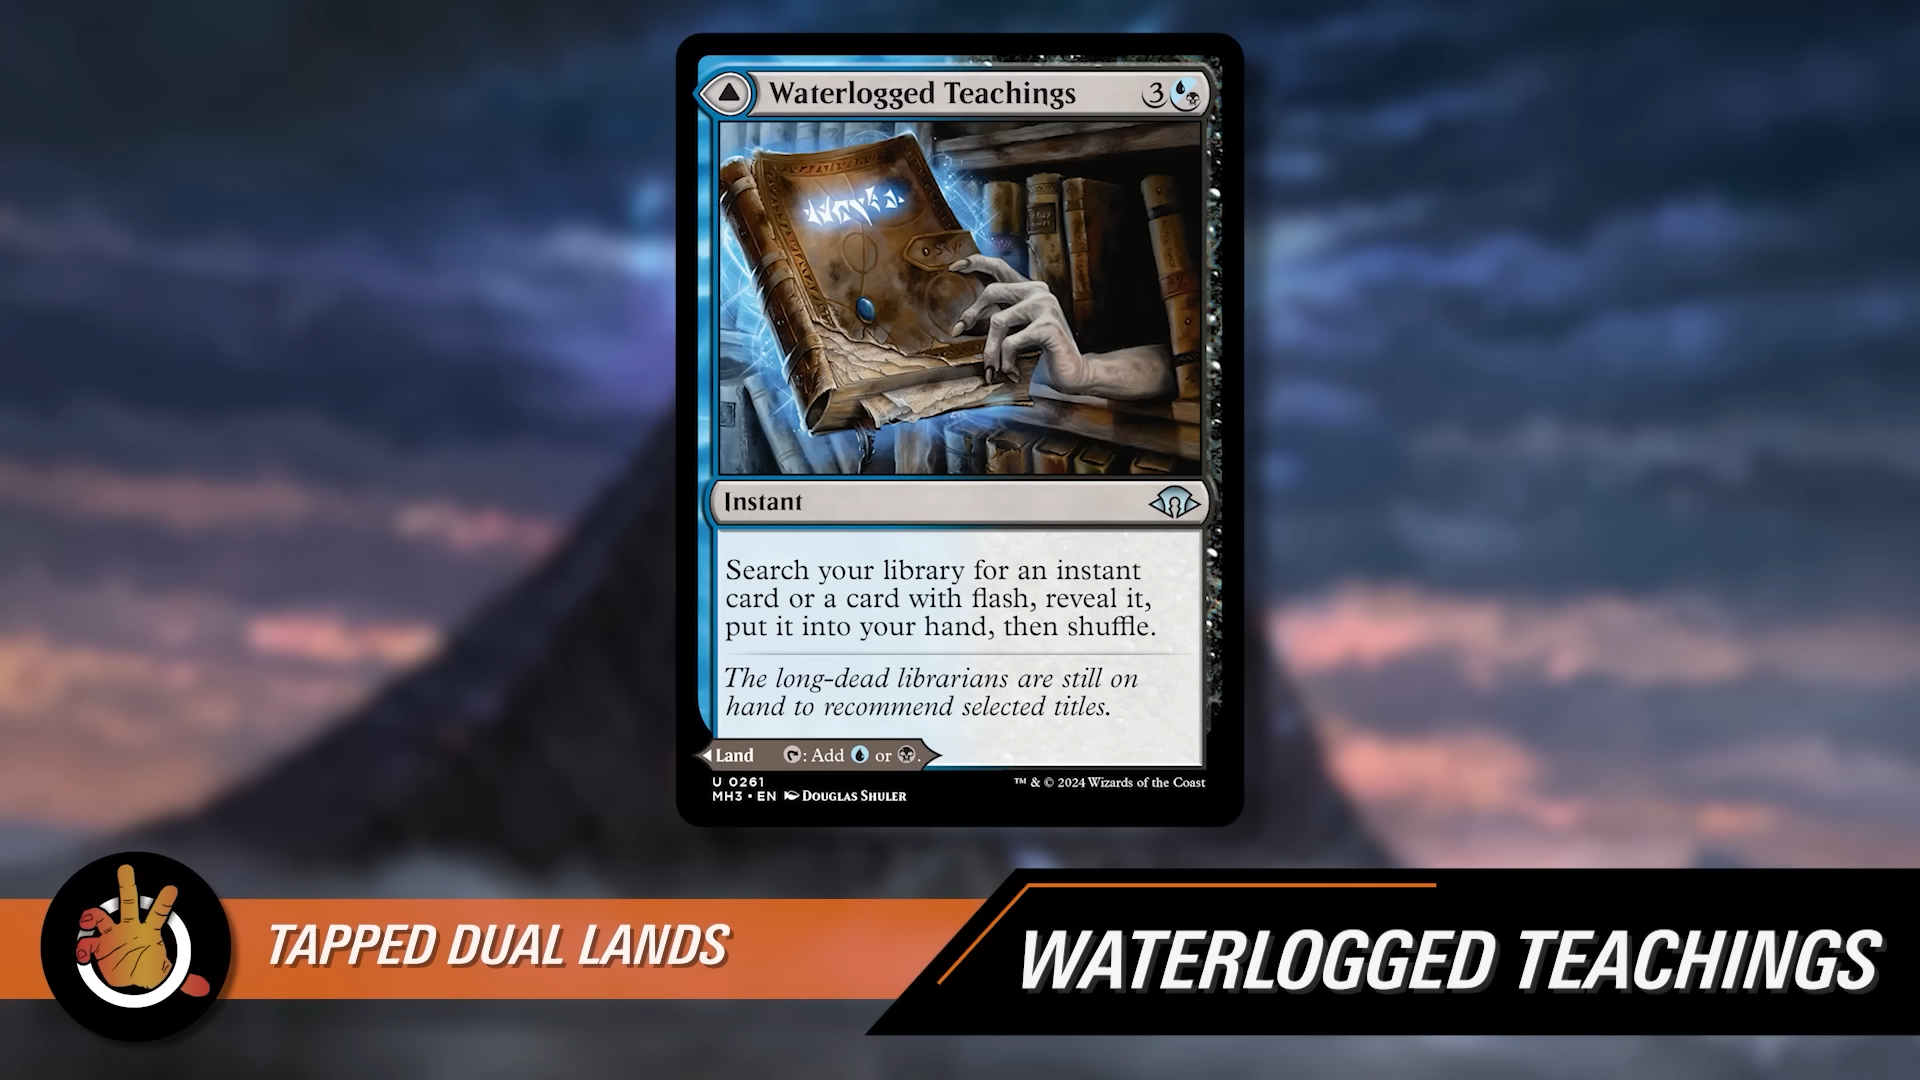 Waterlogged Teachings 3
Instant
Search your library for an instant
card or a card with flash, reveal it,
put it into your hand, then shuffle.
The long-dead librarians are still on
hand to recommend selected titles.
Land : Add or .
U 0261
MH3 • EN DOUGLAS SHULER
™ & © 2024 Wizards of the Coast
TAPPED DUAL LANDS
WATERLOGGED TEACHINGS